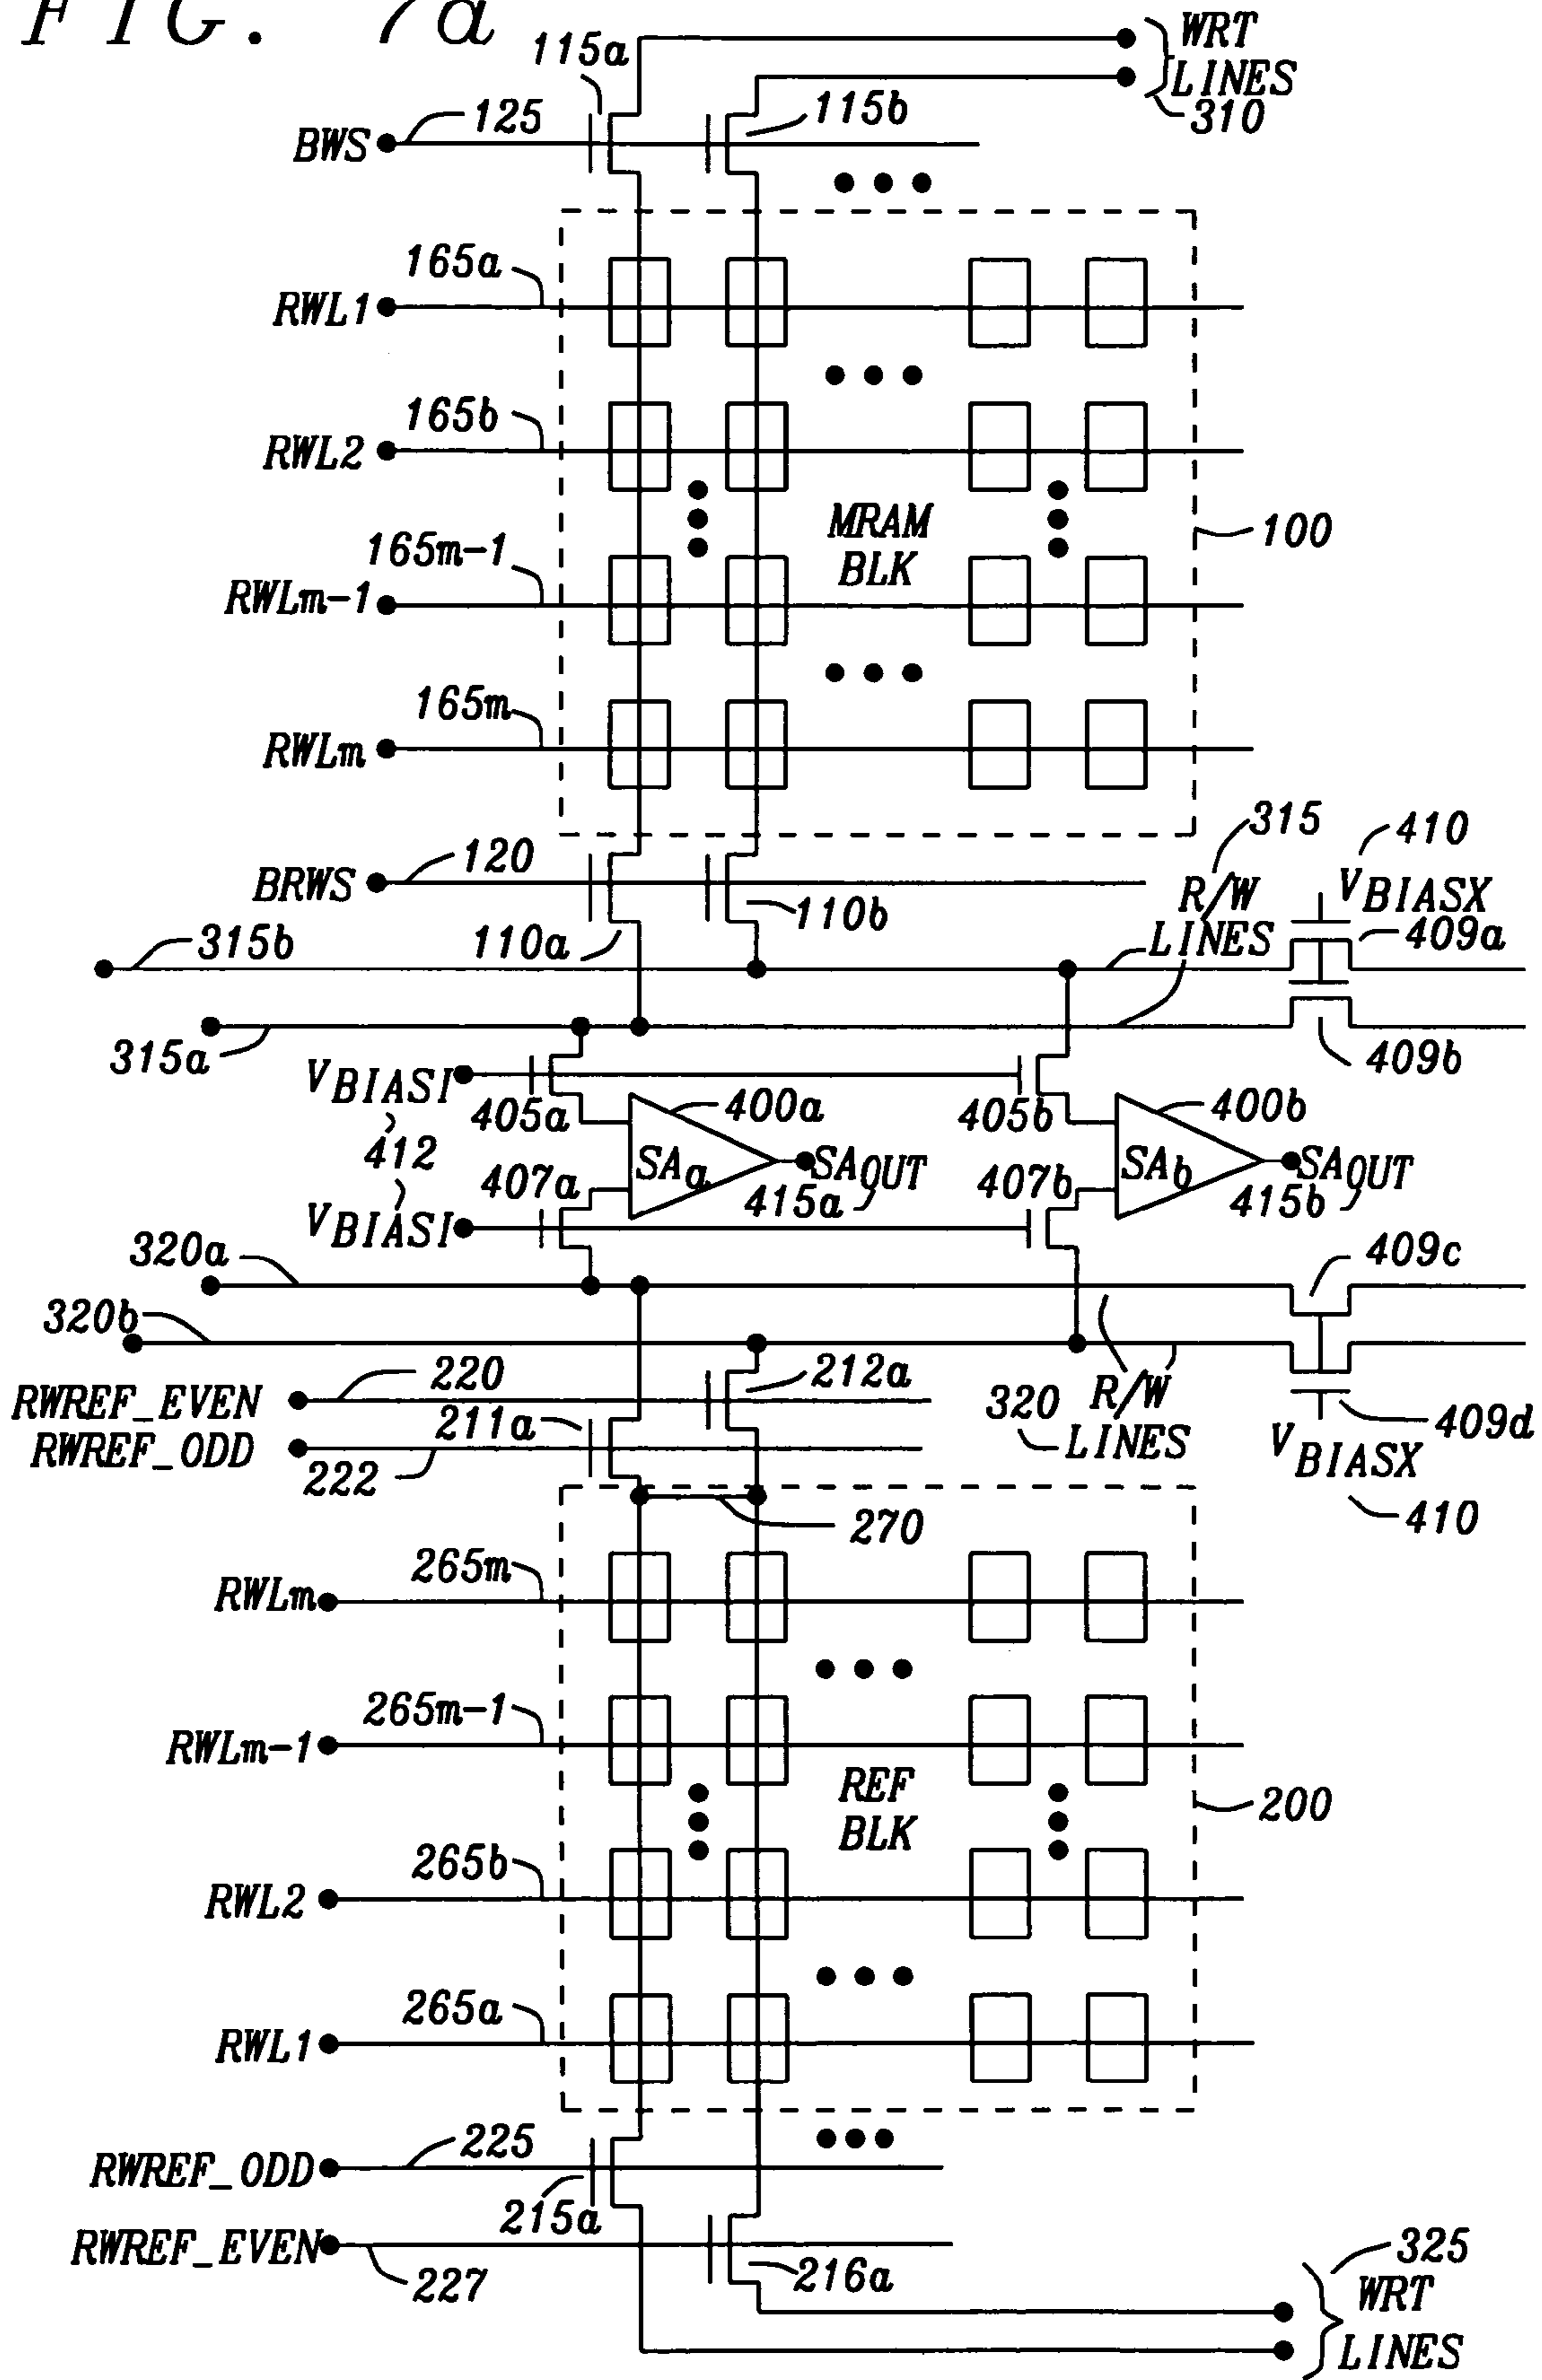 FIG. 7a
115a
WRT
LINES
310
BWS
125
115b
165a
RWL1
165b
RWL2
MRAM
BLK
100
165m-1
RWLm-1
165m
RWLm
315
410
BRWS
120
110b
R/W
LINES
VBIASX
409a
315b
110a
315a
409b
VBIASI
405a
400a
405b
400b
412
SAa
SAOUT
415a
SAb
SAOUT
415b
407a
407b
VBIASI
320a
409c
320b
RWREF_EVEN
220
212a
RWREF_ODD
211a
222
320
R/W
LINES
409d
VBIASX
410
270
265m
RWLm
265m-1
RWLm-1
REF
BLK
200
265b
RWL2
265a
RWL1
225
RWREF_ODD
215a
RWREF_EVEN
227
216a
325
WRT
LINES